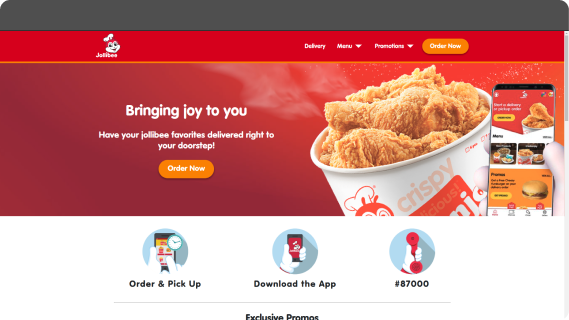 Jollibee
Delivery
Menu
Promotions
Order Now
Bringing joy to you
Have your jollibee favorites delivered right to
your doorstep!
Order Now
crispy
Start a delivery
or pickup order
Menu
Promos
Order & Pick Up
Download the App
#87000
Exclusive Promos